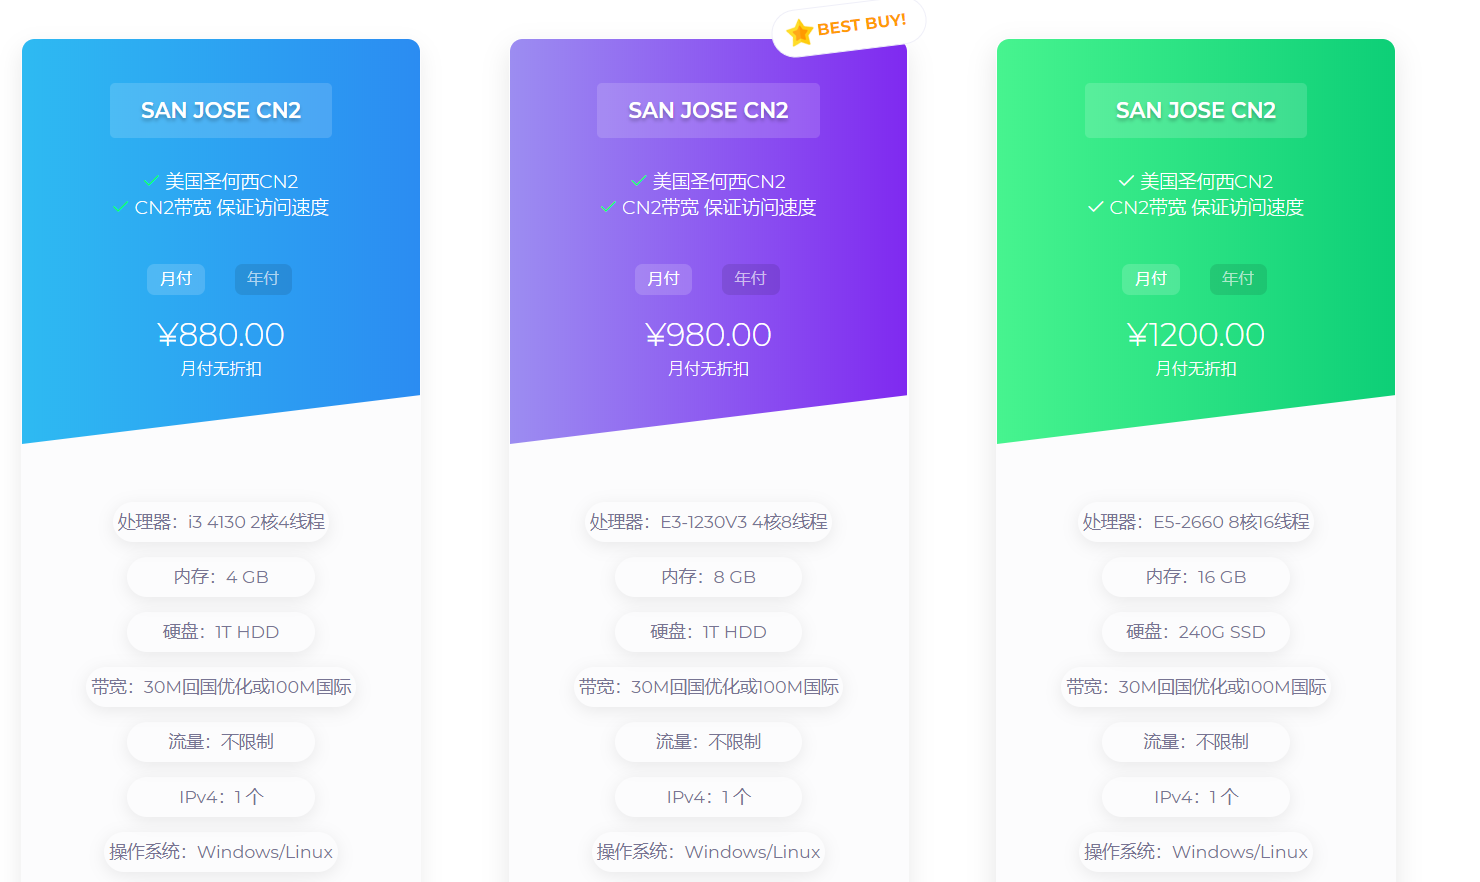 BEST BUY!
SAN JOSE CN2
美国圣何西CN2
CN2带宽 保证访问速度
月付 年付
¥880.00
月付无折扣
处理器：i3 4130 2核4线程
内存：4 GB
硬盘：1T HDD
带宽：30M回国优化或100M国际
流量：不限制
IPv4：1 个
操作系统：Windows/Linux
SAN JOSE CN2
美国圣何西CN2
CN2带宽 保证访问速度
月付 年付
¥980.00
月付无折扣
处理器：E3-1230V3 4核8线程
内存：8 GB
硬盘：1T HDD
带宽：30M回国优化或100M国际
流量：不限制
IPv4：1 个
操作系统：Windows/Linux
SAN JOSE CN2
美国圣何西CN2
CN2带宽 保证访问速度
月付 年付
¥1200.00
月付无折扣
处理器：E5-2660 8核16线程
内存：16 GB
硬盘：240G SSD
带宽：30M回国优化或100M国际
流量：不限制
IPv4：1 个
操作系统：Windows/Linux